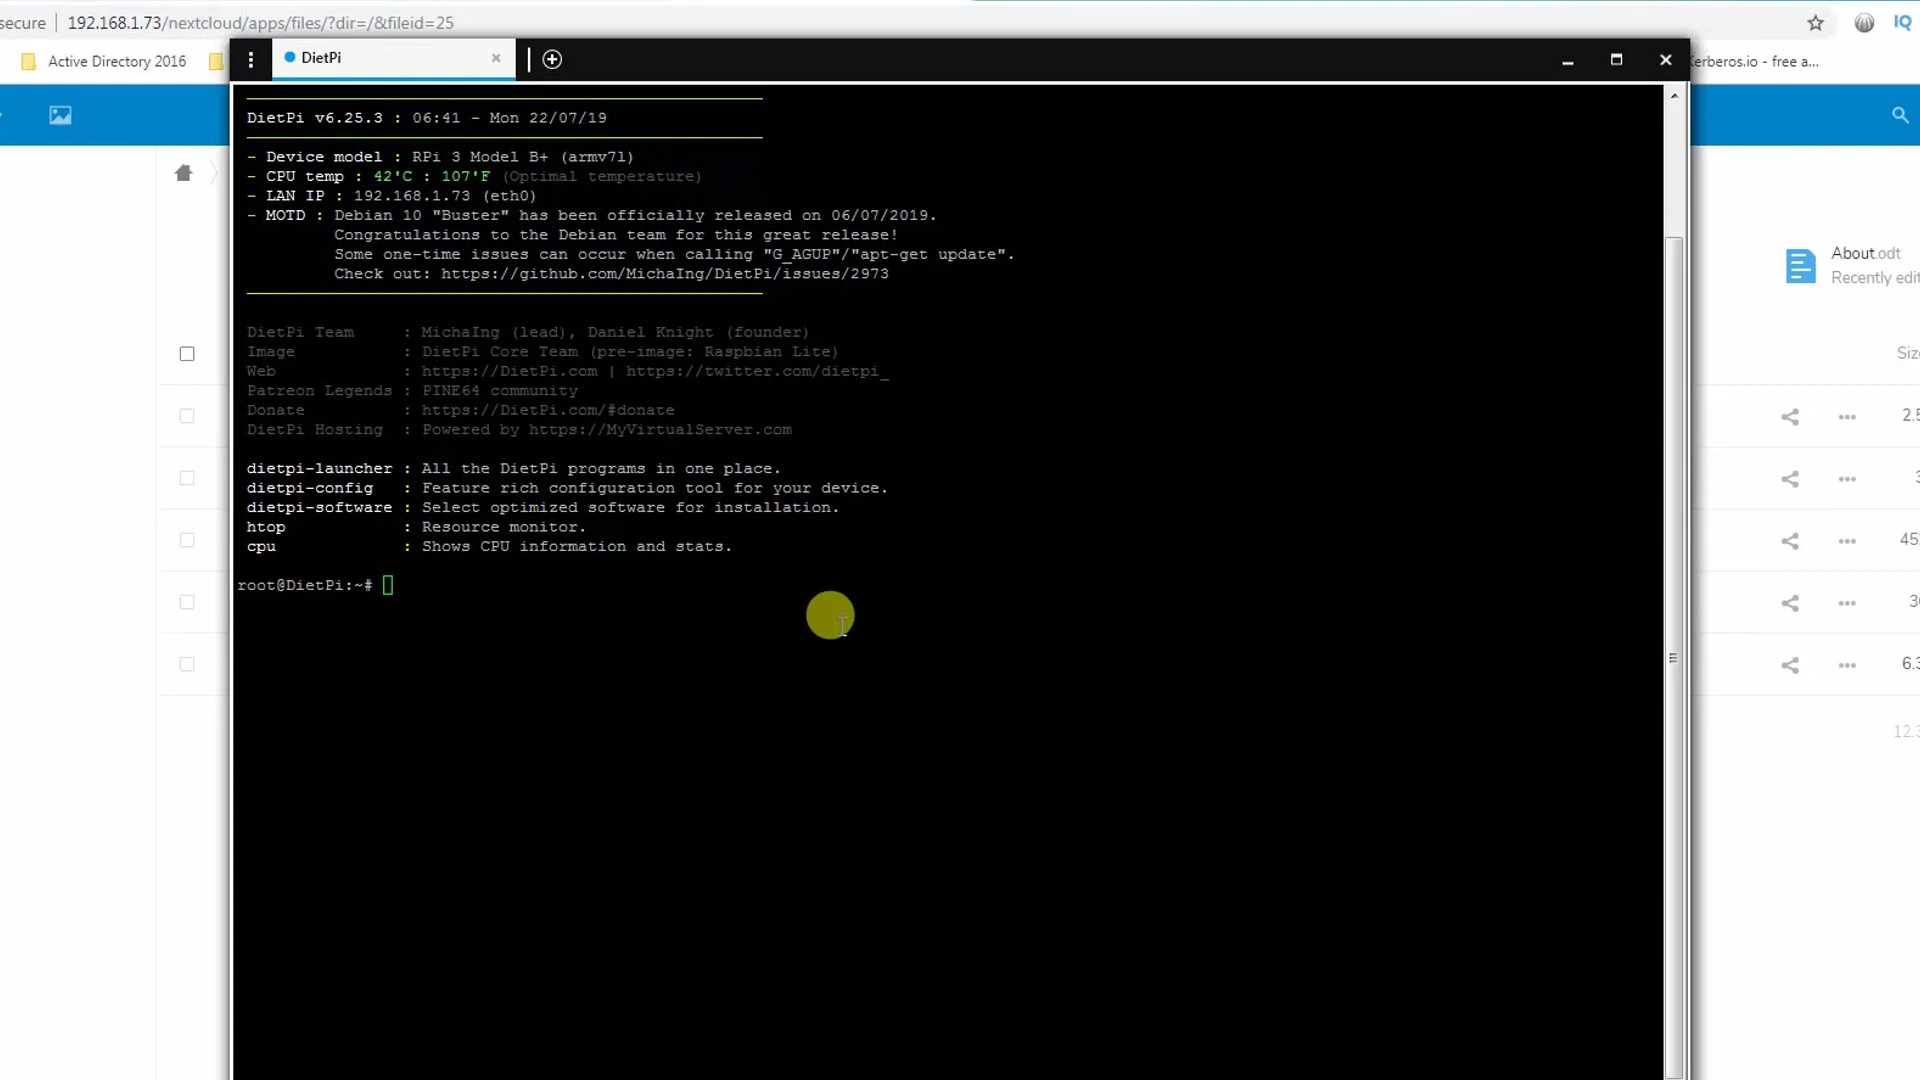 secure | 192.168.1.73/nextcloud/apps/files/?dir=/&fileid=25
IQ
Active Directory 2016
Kerberos.io - free a...
DietPi
DietPi v6.25.3 : 06:41 - Mon 22/07/19
- Device model : RPi 3 Model B+ (armv7l)
- CPU temp : 42'C : 107'F (Optimal temperature)
- LAN IP : 192.168.1.73 (eth0)
- MOTD : Debian 10 "Buster" has been officially released on 06/07/2019.
Congratulations to the Debian team for this great release!
Some one-time issues can occur when calling "G_AGUP"/"apt-get update".
Check out: https://github.com/MichaIng/DietPi/issues/2973
DietPi Team : MichaIng (lead), Daniel Knight (founder)
Image : DietPi Core Team (pre-image: Raspbian Lite)
Web : https://DietPi.com | https://twitter.com/dietpi_
Patreon Legends : PINE64 community
Donate : https://DietPi.com/#donate
DietPi Hosting : Powered by https://MyVirtualServer.com
dietpi-launcher : All the DietPi programs in one place.
dietpi-config : Feature rich configuration tool for your device.
dietpi-software : Select optimized software for installation.
htop : Resource monitor.
cpu : Shows CPU information and stats.
root@DietPi:~#
About.odt
Recently edit
Size
2.5
3
45
3
6.3
12.3